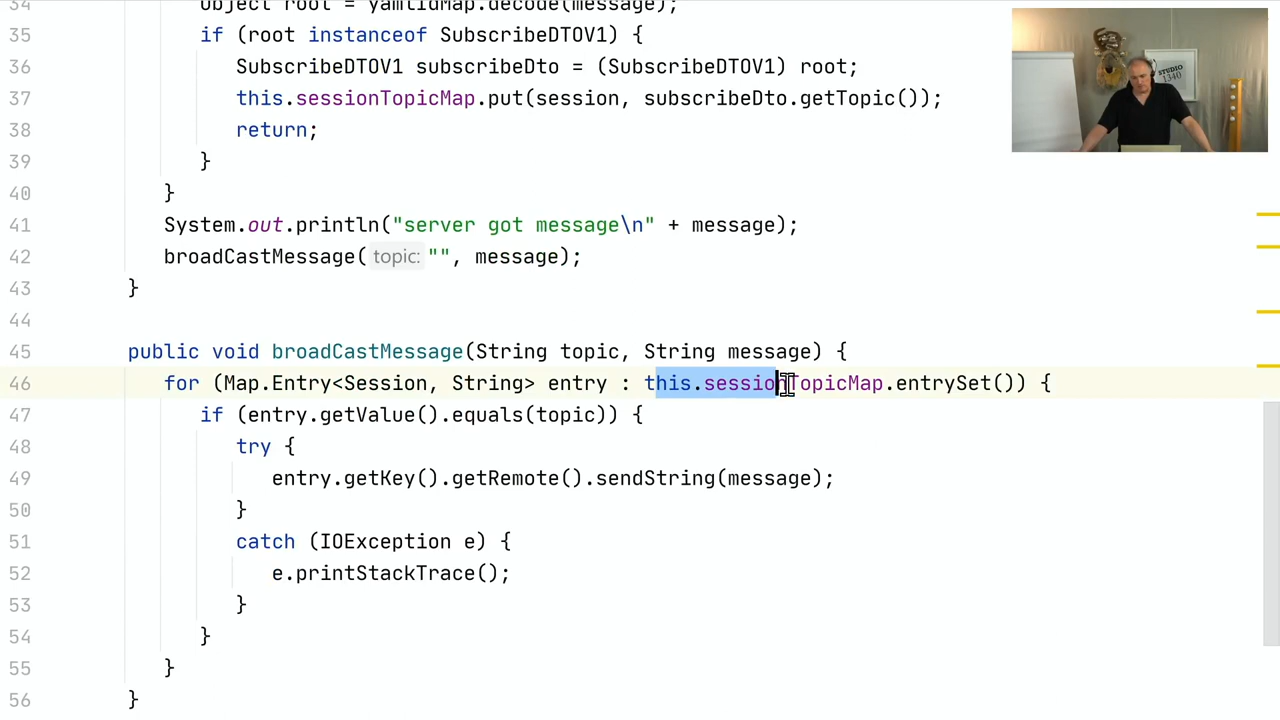 34 Object root = yamlIdMap.decode(message);
35 if (root instanceof SubscribeDTOV1) {
36 SubscribeDTOV1 subscribeDto = (SubscribeDTOV1) root;
37 this.sessionTopicMap.put(session, subscribeDto.getTopic());
38 return;
39 }
40 }
41 System.out.println("server got message\n" + message);
42 broadCastMessage( topic: "", message);
43 }
44
45 public void broadCastMessage(String topic, String message) {
46 for (Map.Entry<Session, String> entry : this.sessionTopicMap.entrySet()) {
47 if (entry.getValue().equals(topic)) {
48 try {
49 entry.getKey().getRemote().sendString(message);
50 }
51 catch (IOException e) {
52 e.printStackTrace();
53 }
54 }
55 }
56 }
STUDIO
1340